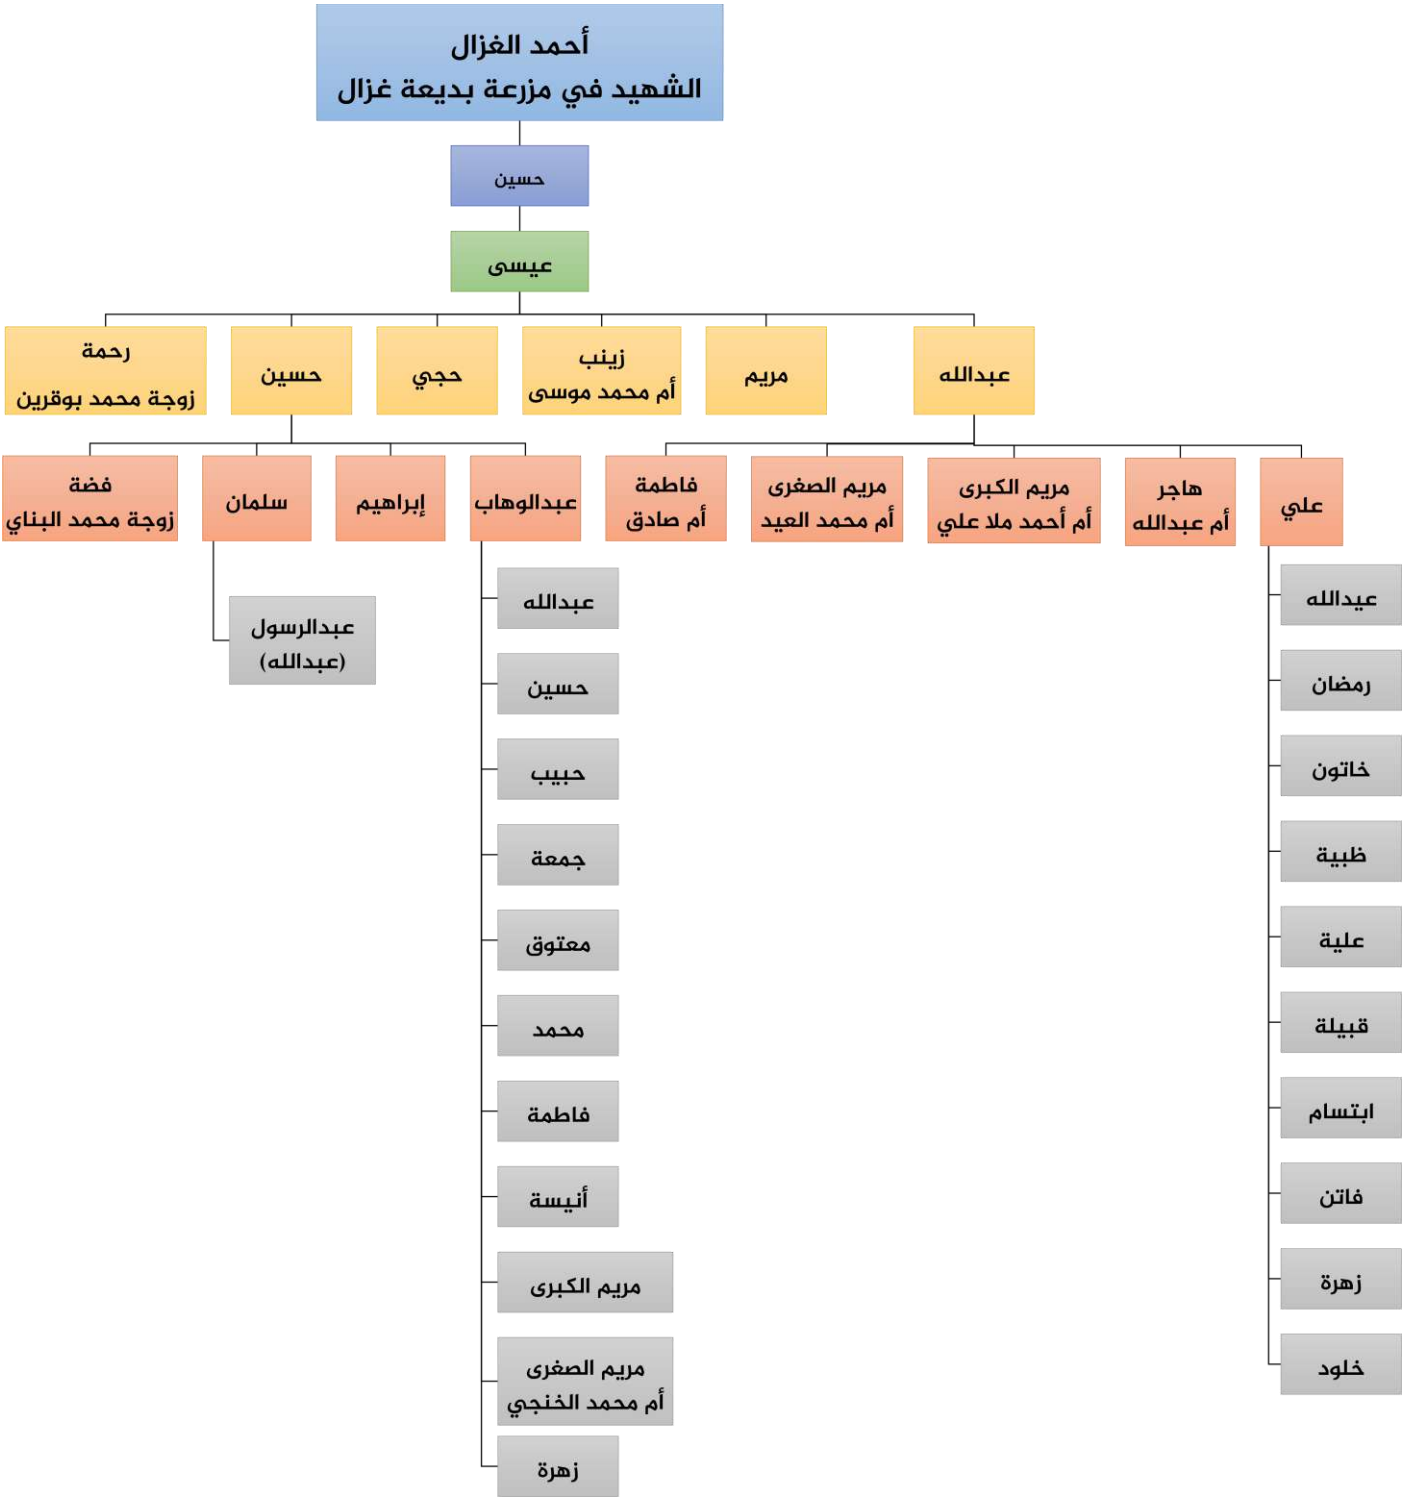 أحمد الغزال
الشهيد في مزرعة بديعة غزال
حسين
عيسى
عبدالله
مريم
زينب
أم محمد موسى
حجي
حسين
رحمة
زوجة محمد بوقرين
علي
هاجر
أم عبدالله
مريم الكبرى
أم أحمد ملا علي
مريم الصغرى
أم محمد العيد
فاطمة
أم صادق
عبدالوهاب
إبراهيم
سلمان
فضة
زوجة محمد البناي
عيدالله
رمضان
خاتون
ظبية
علية
قبيلة
ابتسام
فاتن
زهرة
خلود
عبدالله
حسين
حبيب
جمعة
معتوق
محمد
فاطمة
أنيسة
مريم الكبرى
مريم الصغرى
أم محمد الخنجي
زهرة
عبدالرسول
(عبدالله)